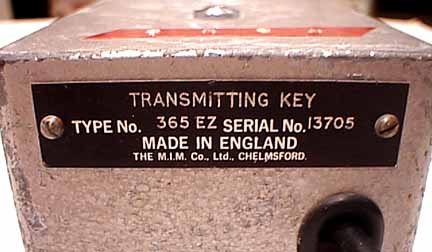 TRANSMITTING KEY
TYPE No. 365 EZ SERIAL No. 13705
MADE IN ENGLAND
THE M.I.M. Co., Ltd., CHELMSFORD.